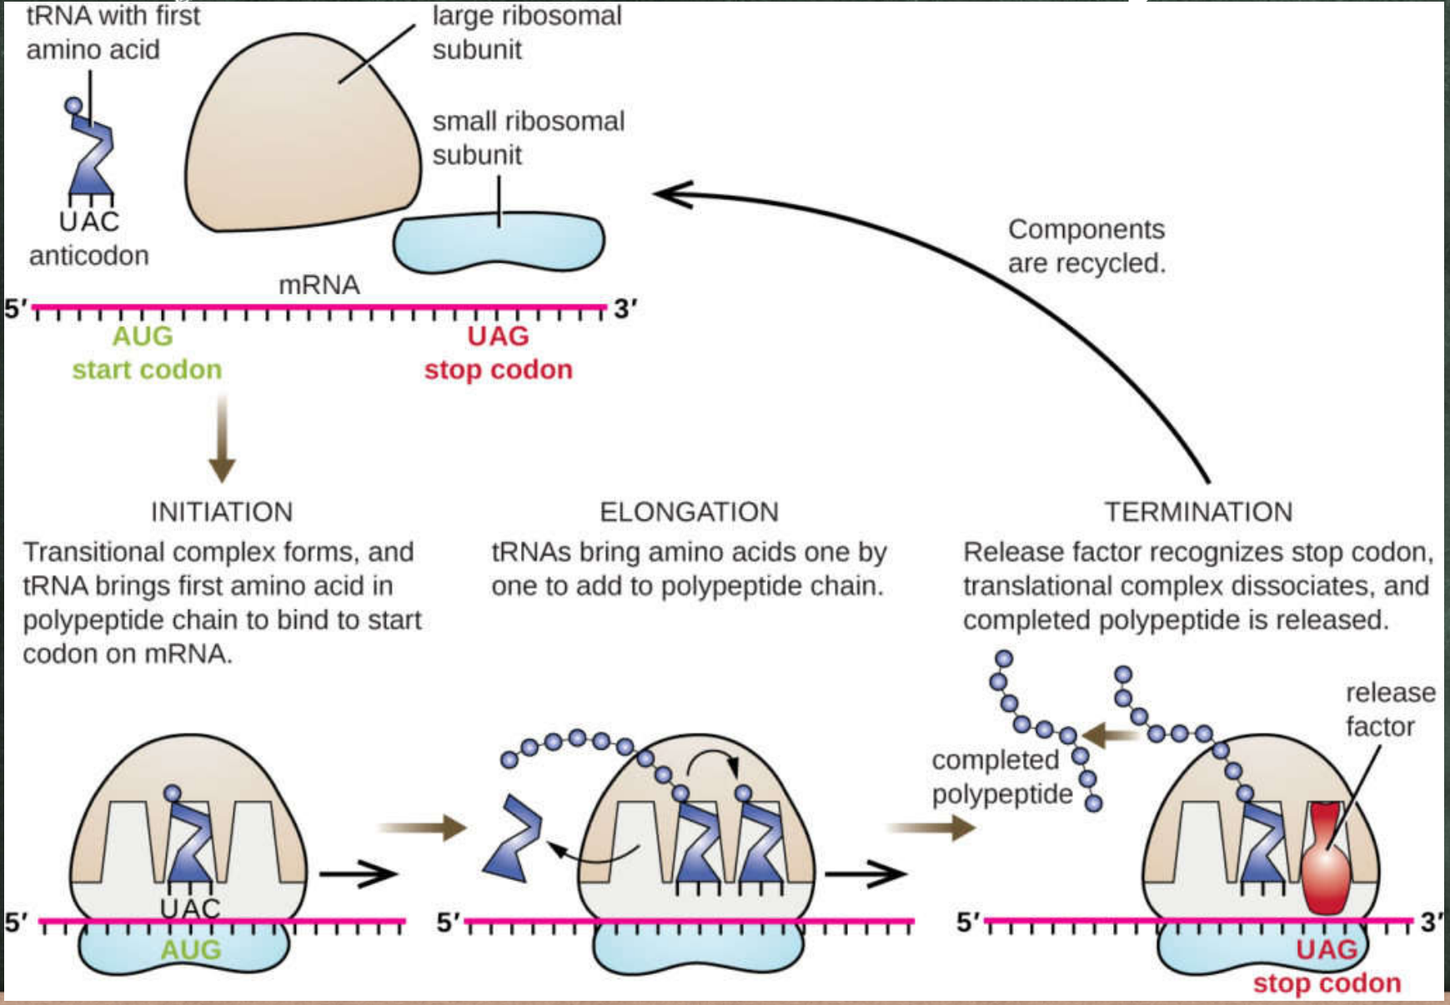 tRNA with first
amino acid
UAC
anticodon
large ribosomal
subunit
small ribosomal
subunit
mRNA
5′
3′
AUG
start codon
UAG
stop codon
Components
are recycled.
INITIATION
Transitional complex forms, and
tRNA brings first amino acid in
polypeptide chain to bind to start
codon on mRNA.
ELONGATION
tRNAs bring amino acids one by
one to add to polypeptide chain.
TERMINATION
Release factor recognizes stop codon,
translational complex dissociates, and
completed polypeptide is released.
UAC
5′
AUG
5′
completed
polypeptide
release
factor
5′
3′
UAG
stop codon